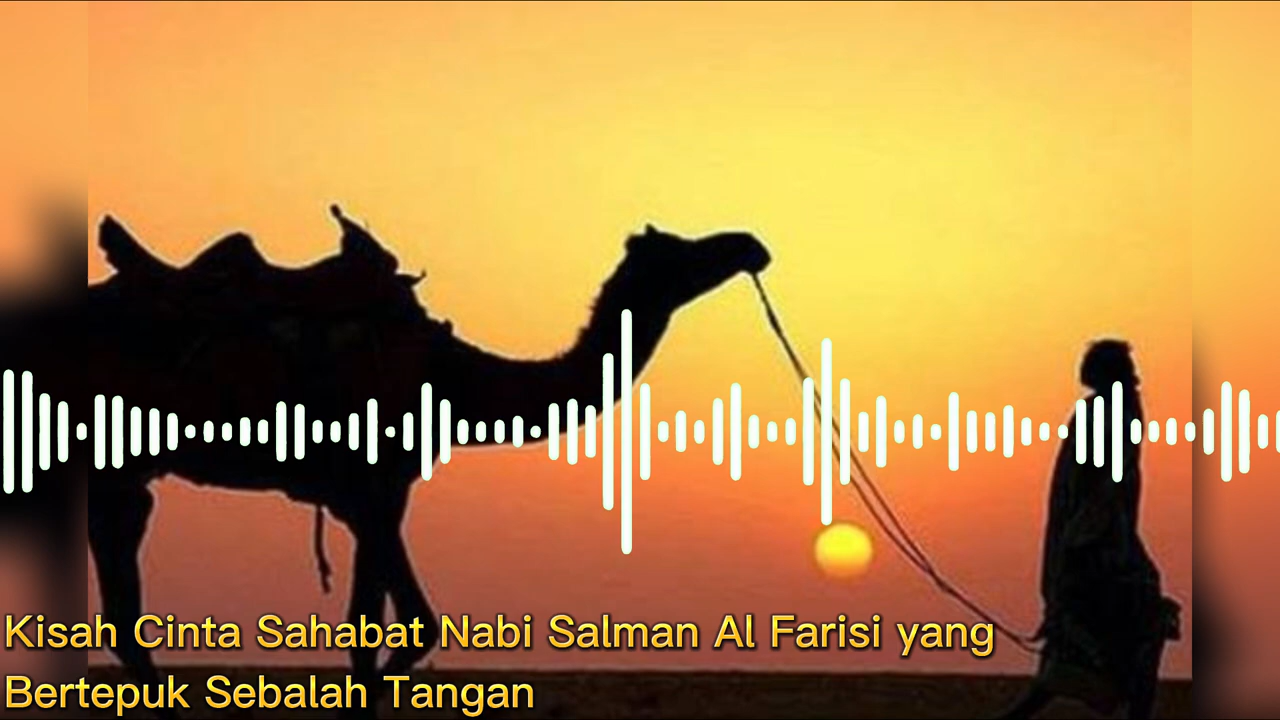 Kisah Cinta Sahabat Nabi Salman Al Farisi yang
Bertepuk Sebalah Tangan